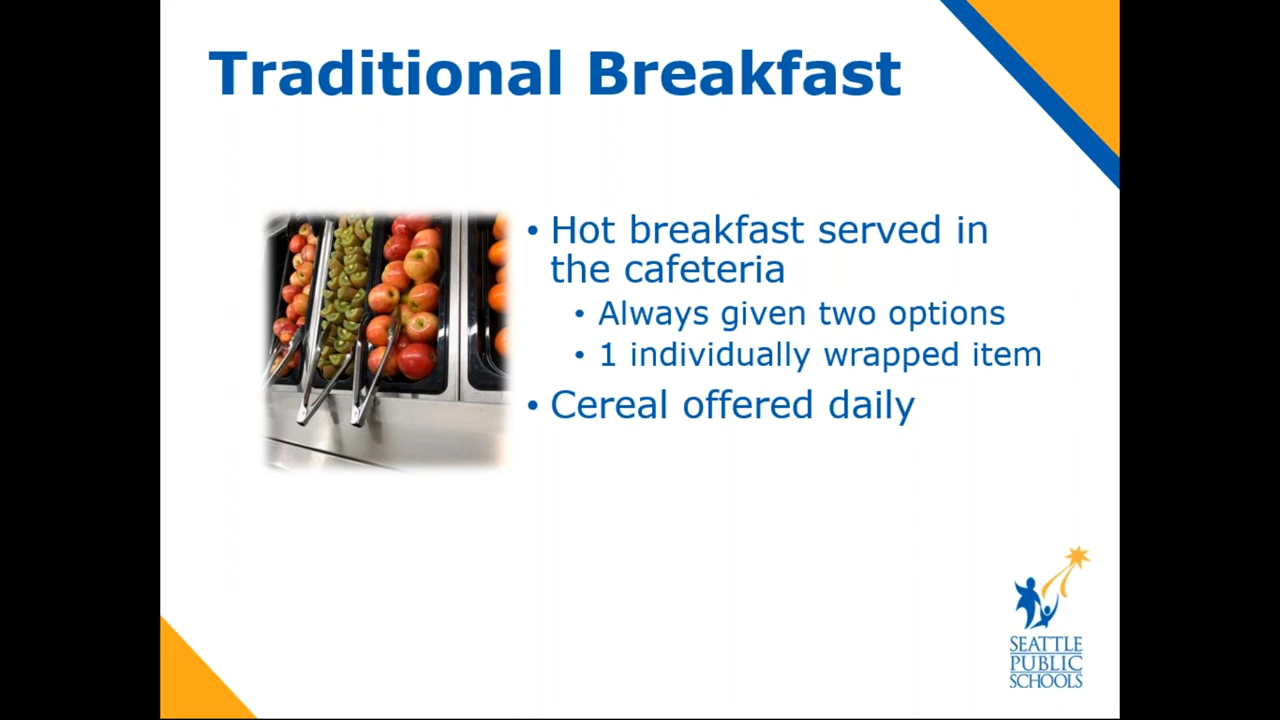 Traditional Breakfast
• Hot breakfast served in
the cafeteria
• Always given two options
• 1 individually wrapped item
• Cereal offered daily
SEATTLE
PUBLIC
SCHOOLS